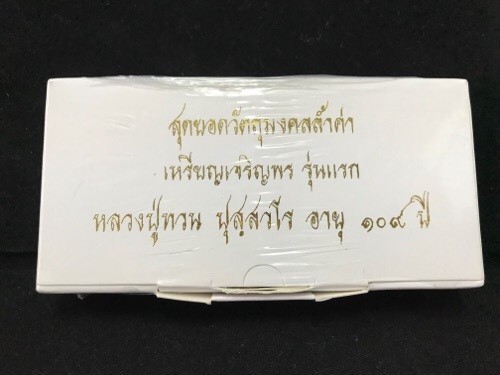 สุดยอดวัตถุมงคลล้ำค่า
เหรียญเจริญพร รุ่นแรก
หลวงปู่ทวน ปุสฺสวโร อายุ ๑๐๙ ปี